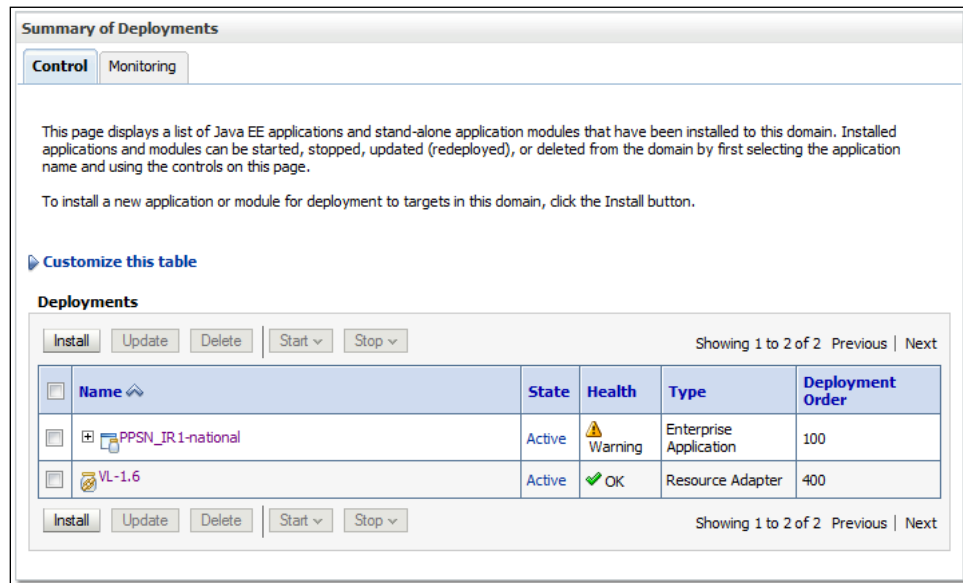 Summary of Deployments
Control Monitoring
This page displays a list of Java EE applications and stand-alone application modules that have been installed to this domain. Installed
applications and modules can be started, stopped, updated (redeployed), or deleted from the domain by first selecting the application
name and using the controls on this page.
To install a new application or module for deployment to targets in this domain, click the Install button.
Customize this table
Deployments
Install Update Delete Start Stop Showing 1 to 2 of 2 Previous | Next
Name State Health Type Deployment
Order
PPSN_IR1-national Active Warning Enterprise
Application 100
VL-1.6 Active OK Resource Adapter 400
Install Update Delete Start Stop Showing 1 to 2 of 2 Previous | Next